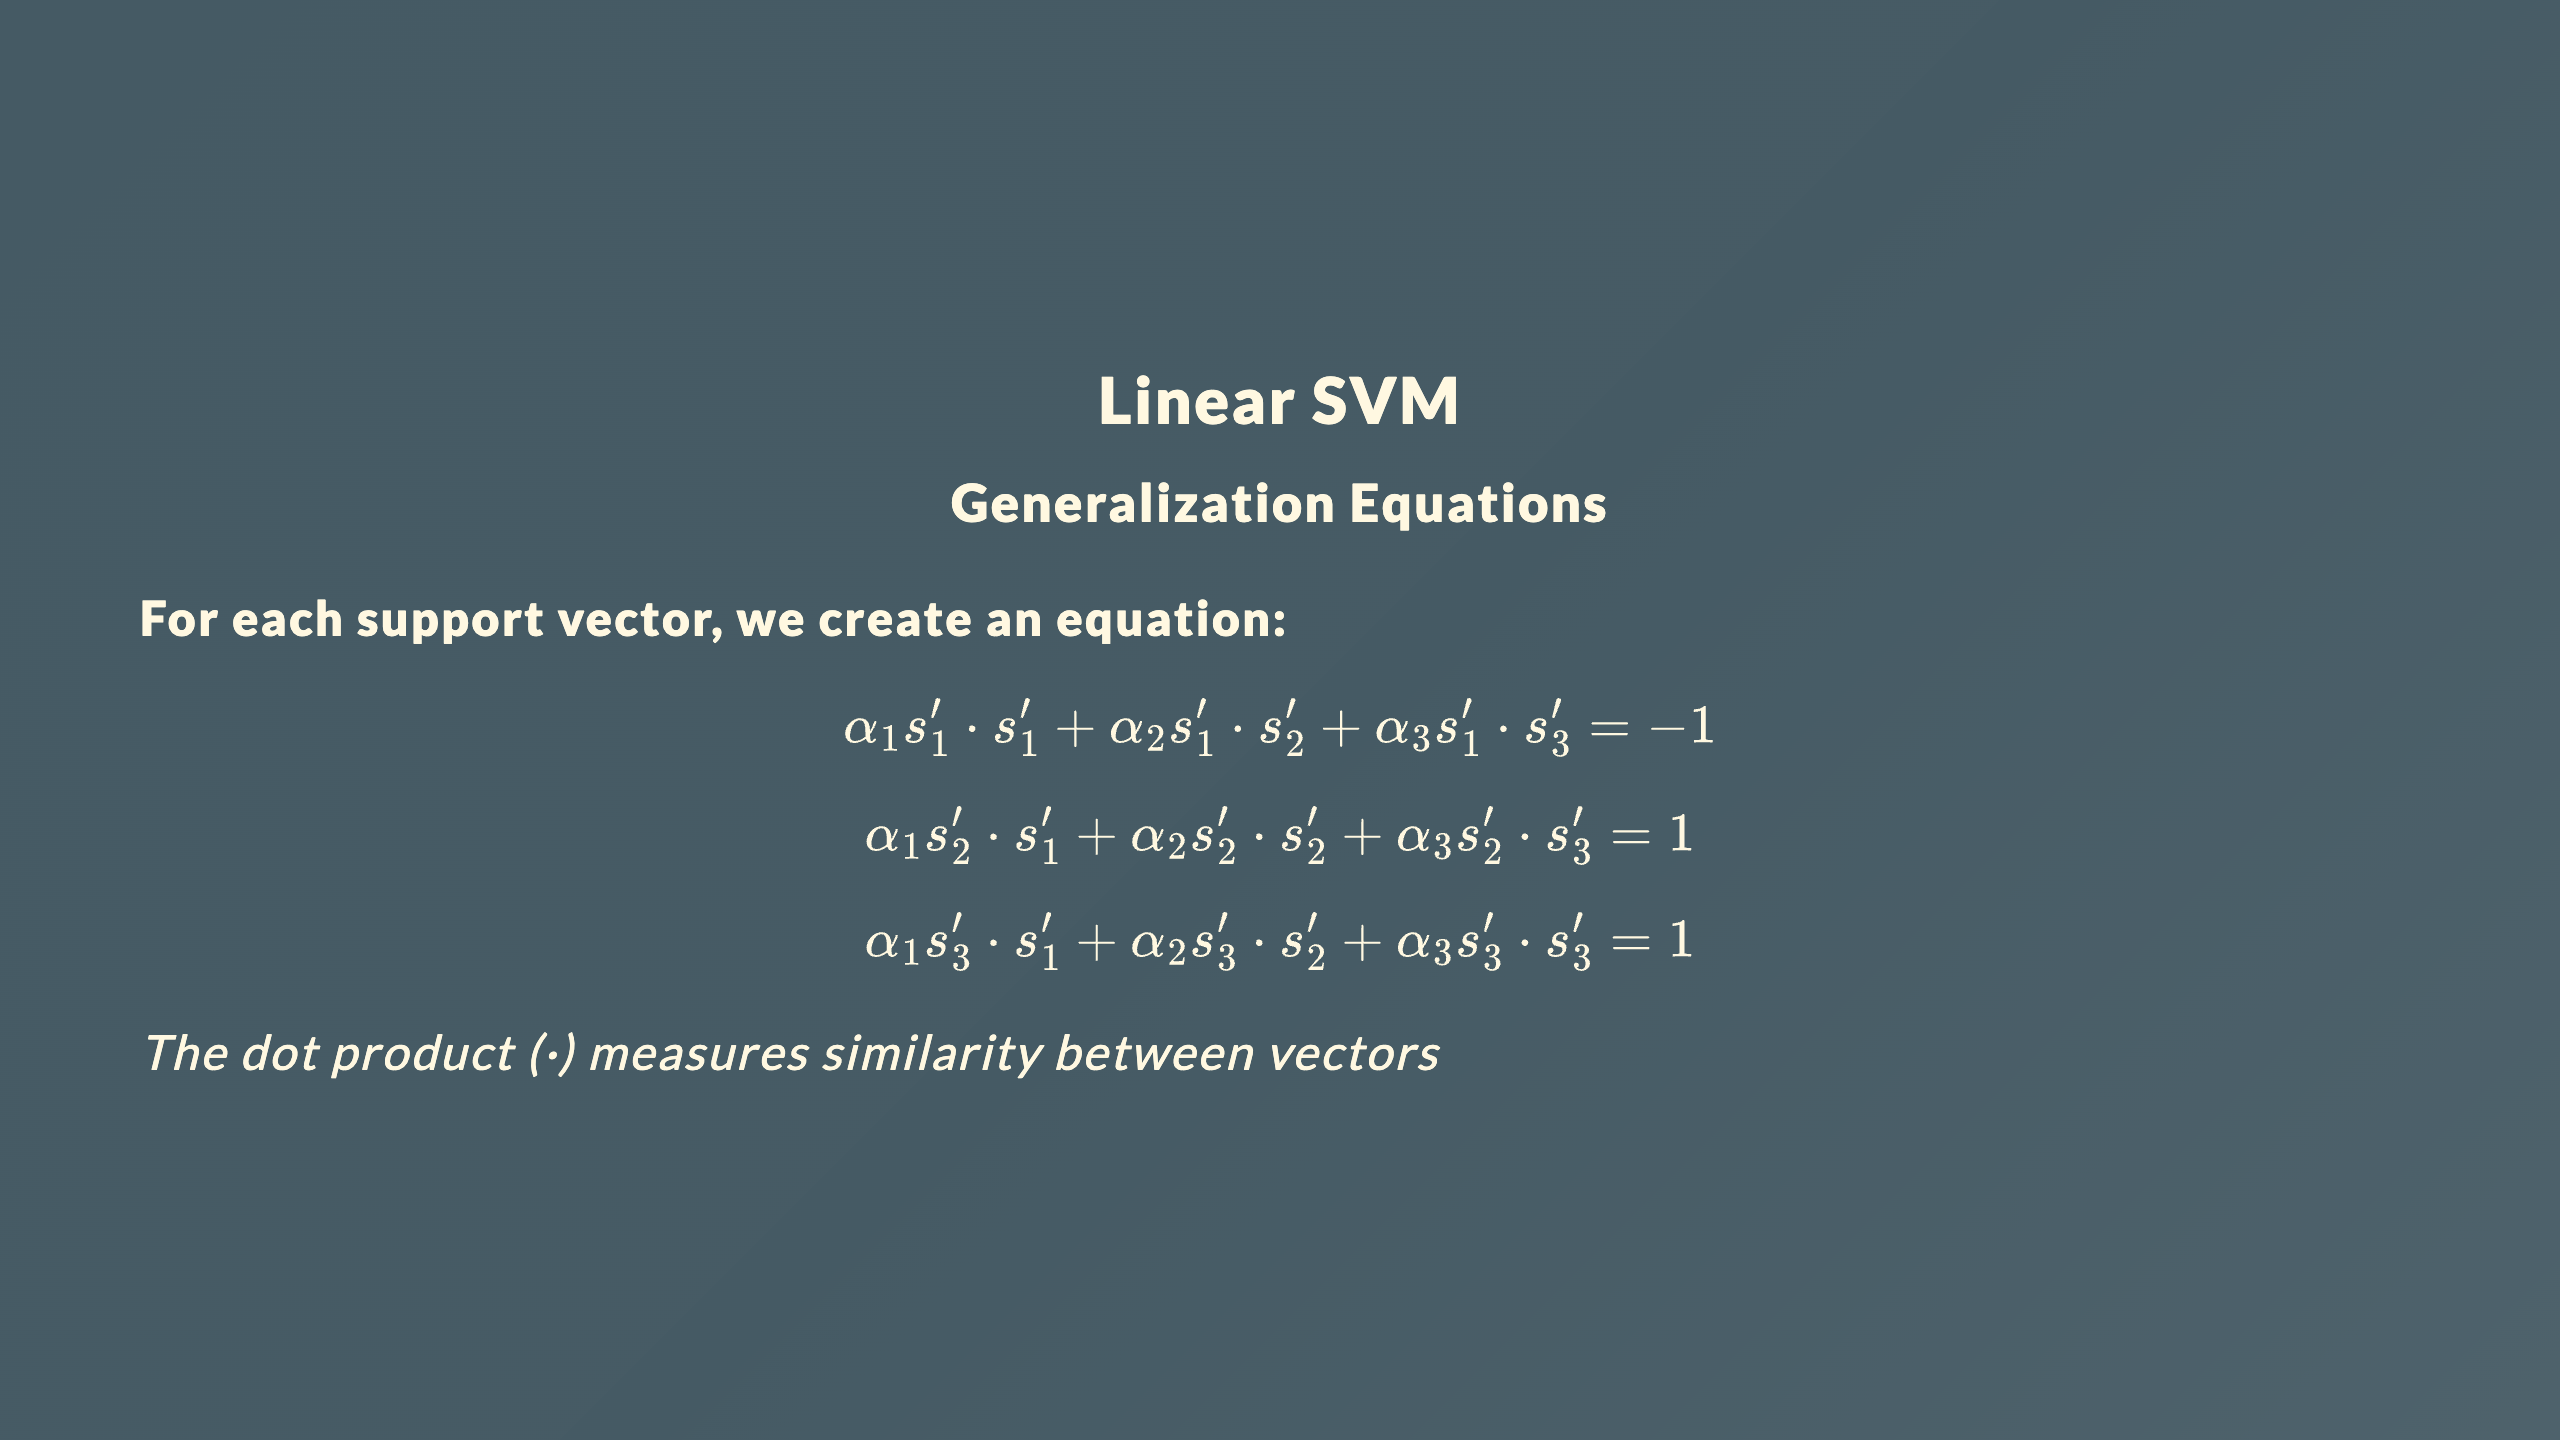 Linear SVM
Generalization Equations
For each support vector, we create an equation:
α₁s′₁ · s′₁ + α₂s′₁ · s′₂ + α₃s′₁ · s′₃ = −1
α₁s′₂ · s′₁ + α₂s′₂ · s′₂ + α₃s′₂ · s′₃ = 1
α₁s′₃ · s′₁ + α₂s′₃ · s′₂ + α₃s′₃ · s′₃ = 1
The dot product (·) measures similarity between vectors